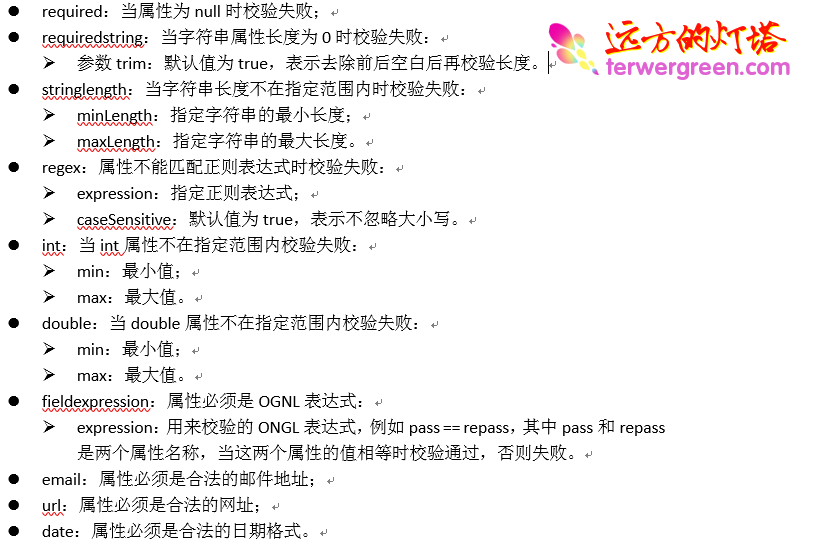 required：当属性为 null 时校验失败；
requiredstring：当字符串属性长度为 0 时校验失败：
参数 trim：默认值为 true，表示去除前后空白后再校验长度。
stringlength：当字符串长度不在指定范围内时校验失败：
minLength：指定字符串的最小长度；
maxLength：指定字符串的最大长度。
regex：属性不能匹配正则表达式时校验失败：
expression：指定正则表达式；
caseSensitive：默认值为 true，表示不忽略大小写。
int：当 int 属性不在指定范围内校验失败：
min：最小值；
max：最大值。
double：当 double 属性不在指定范围内校验失败：
min：最小值；
max：最大值。
fieldexpression：属性必须是 OGNL 表达式：
expression：用来校验的 ONGL 表达式，例如 pass == repass，其中 pass 和 repass
是两个属性名称，当这两个属性的值相等时校验通过，否则失败。
email：属性必须是合法的邮件地址；
url：属性必须是合法的网址；
date：属性必须是合法的日期格式。
远方的灯塔
terwergreen.com